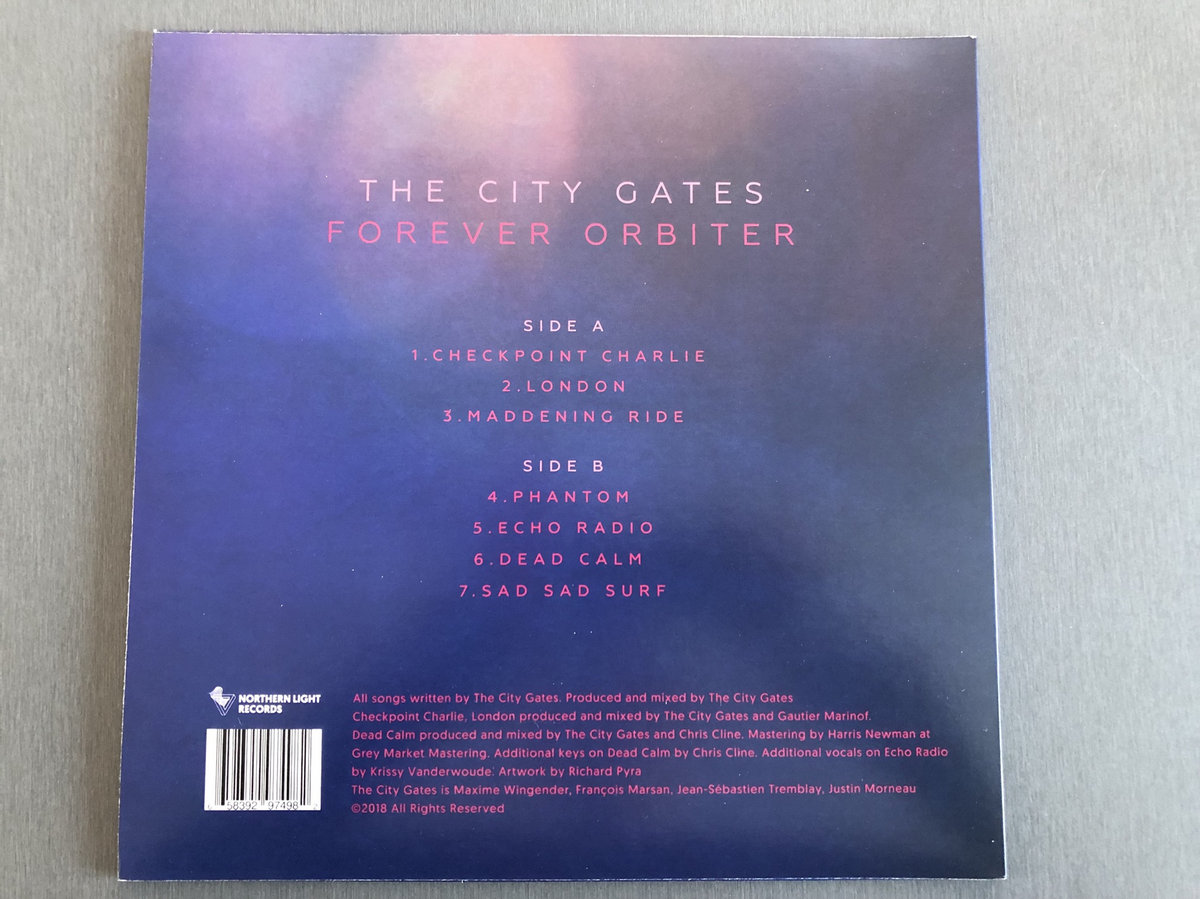 THE CITY GATES
FOREVER ORBITER
SIDE A
1.CHECKPOINT CHARLIE
2.LONDON
3.MADDENING RIDE
SIDE B
4.PHANTOM
5.ECHO RADIO
6.DEAD CALM
7.SAD SAD SURF
NORTHERN LIGHT
RECORDS
All songs written by The City Gates. Produced and mixed by The City Gates
Checkpoint Charlie, London produced and mixed by The City Gates and Gautier Marinof.
Dead Calm produced and mixed by The City Gates and Chris Cline. Mastering by Harris Newman at
Grey Market Mastering. Additional keys on Dead Calm by Chris Cline. Additional vocals on Echo Radio
by Krissy Vanderwoude. Artwork by Richard Pyra
The City Gates is Maxime Wingender, François Marsan, Jean-Sébastien Tremblay, Justin Morneau
©2018 All Rights Reserved
58392 97498